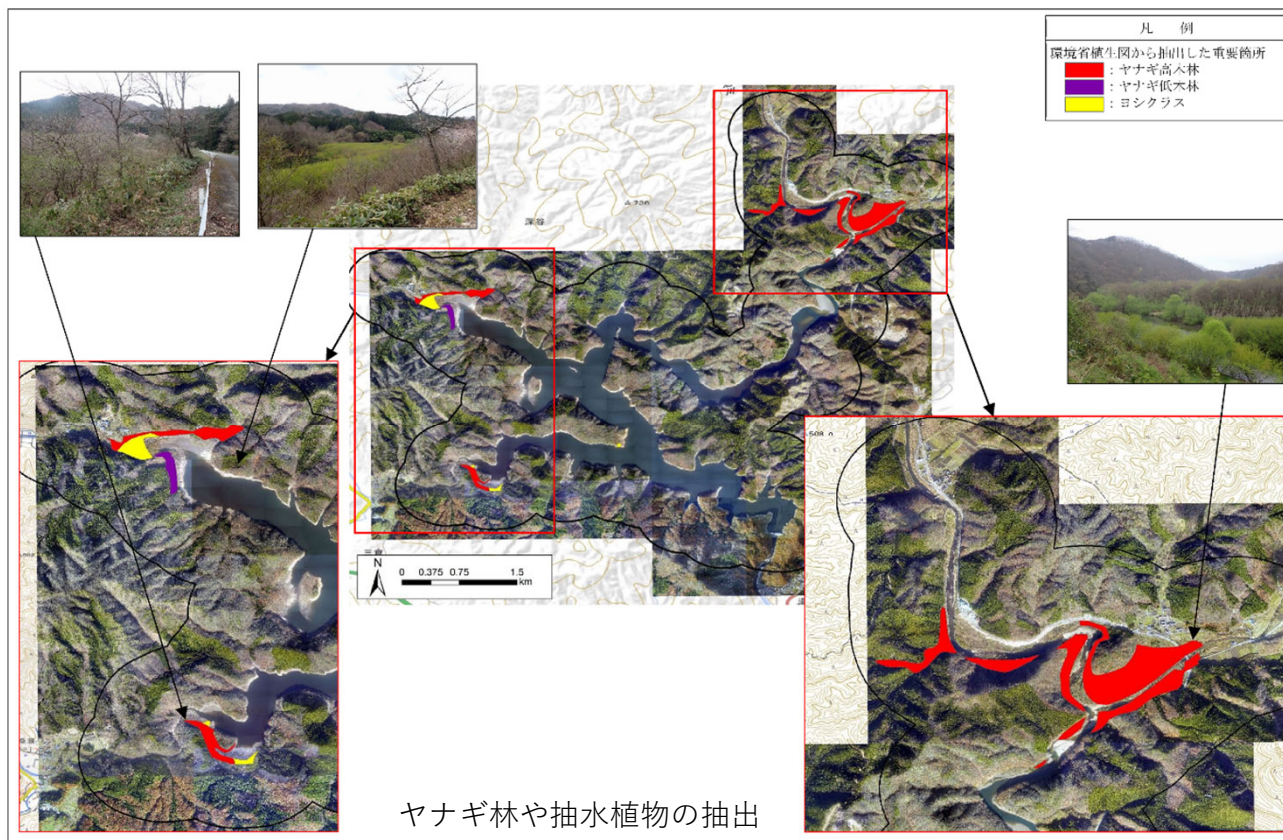 凡 例
環境省植生図から抽出した重要箇所
：ヤナギ高木林
：ヤナギ低木林
：ヨシクラス
深谷
N
0 0.375 0.75 1.5
km
ヤナギ林や抽水植物の抽出